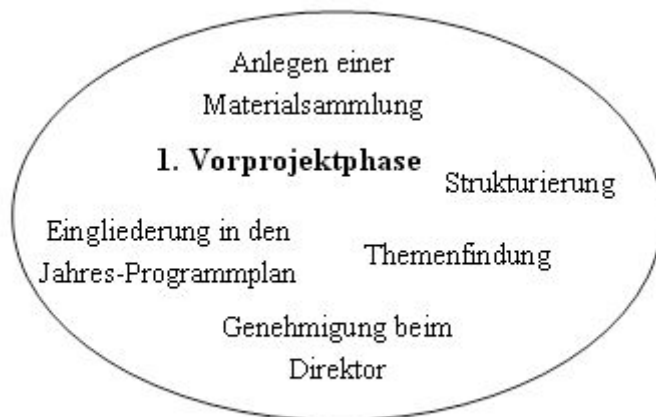 Anlegen einer
Materialsammlung
1. Vorprojektphase
Strukturierung
Eingliederung in den
Jahres-Programmplan
Themenfindung
Genehmigung beim
Direktor